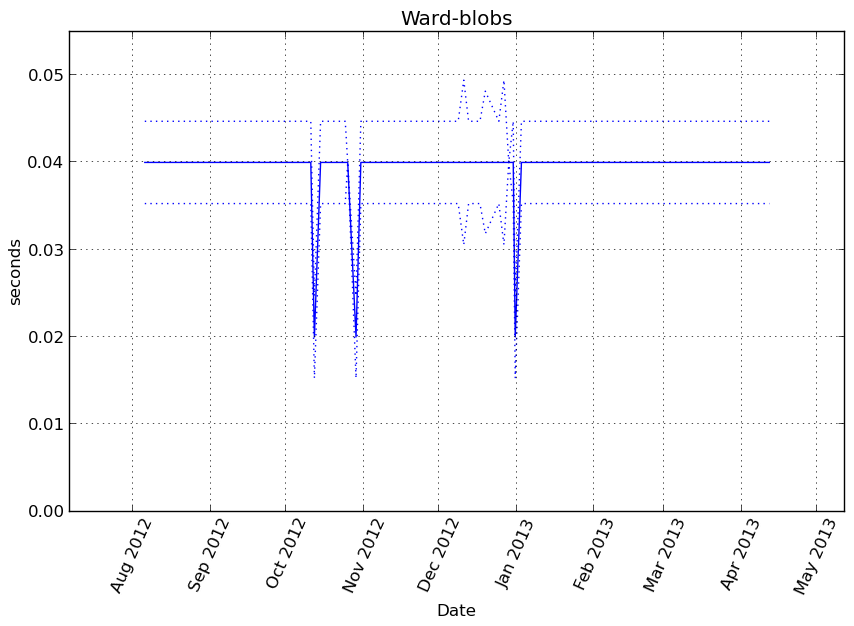 Ward-blobs
0.05
0.04
0.03
0.02
0.01
0.00
seconds
Aug 2012
Sep 2012
Oct 2012
Nov 2012
Dec 2012
Jan 2013
Feb 2013
Mar 2013
Apr 2013
May 2013
Date